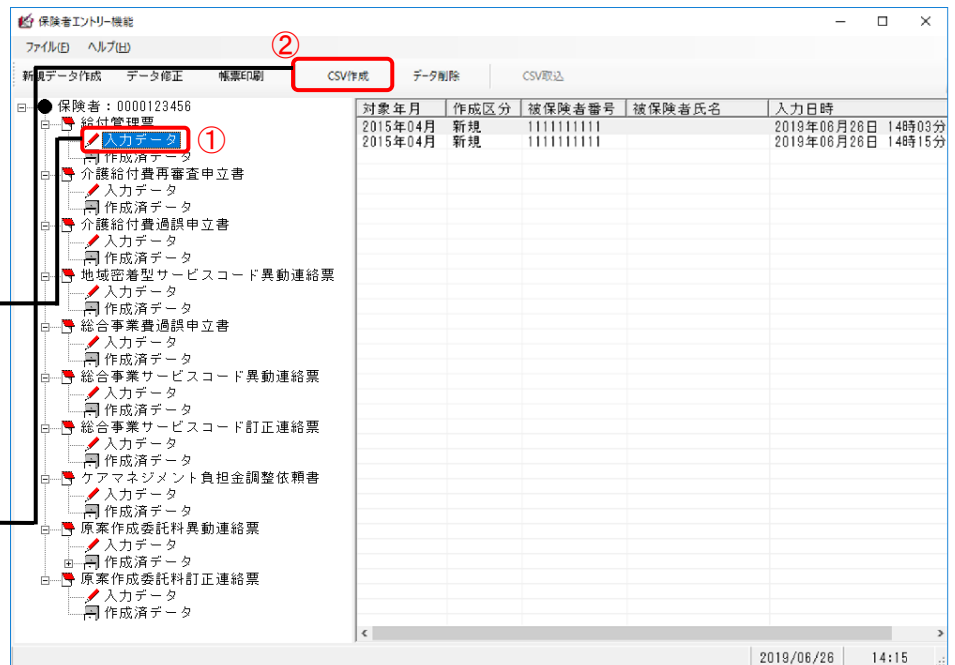 保険者エントリー機能
ファイル(F) ヘルプ(H)
②
新規データ作成 データ修正 帳票印刷 CSV作成 データ削除 CSV取込
保険者：0000123456
給付管理票
入力データ ①
作成済データ
介護給付費再審査申立書
入力データ
作成済データ
介護給付費過誤申立書
入力データ
作成済データ
地域密着型サービスコード異動連絡票
入力データ
作成済データ
総合事業費過誤申立書
入力データ
作成済データ
総合事業サービスコード異動連絡票
入力データ
作成済データ
総合事業サービスコード訂正連絡票
入力データ
作成済データ
ケアマネジメント負担金調整依頼書
入力データ
作成済データ
原案作成委託料異動連絡票
入力データ
作成済データ
原案作成委託料訂正連絡票
入力データ
作成済データ
対象年月 作成区分 被保険者番号 被保険者氏名 入力日時
2015年04月 新規 1111111111 2019年06月26日 14時03分
2015年04月 新規 1111111111 2019年06月26日 14時15分
2019/06/26 14:15